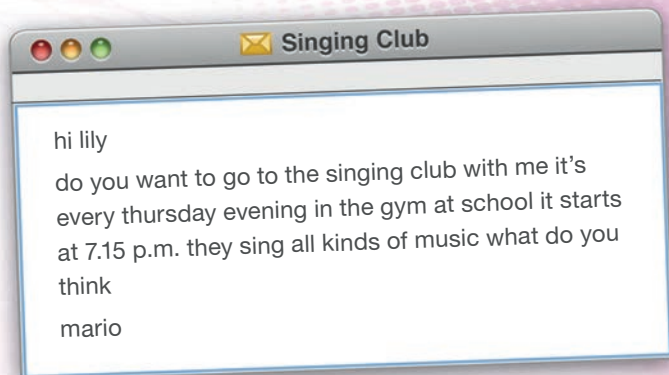 Singing Club
hi lily
do you want to go to the singing club with me it’s
every thursday evening in the gym at school it starts
at 7.15 p.m. they sing all kinds of music what do you
think
mario